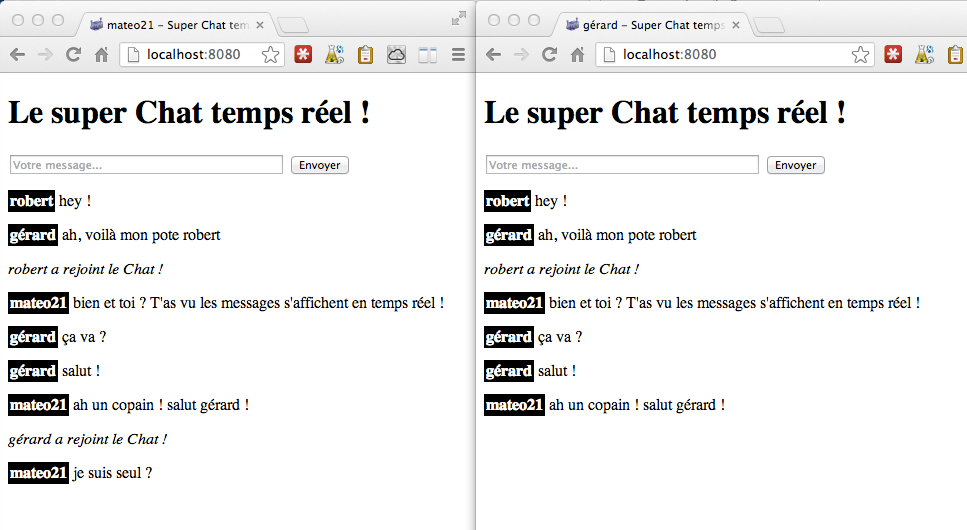 mateo21 – Super Chat tem
localhost:8080
Le super Chat temps réel !
Votre message...
Envoyer
robert hey !
gérard ah, voilà mon pote robert
robert a rejoint le Chat !
mateo21 bien et toi ? T'as vu les messages s'affichent en temps réel !
gérard ça va ?
gérard salut !
mateo21 ah un copain ! salut gérard !
gérard a rejoint le Chat !
mateo21 je suis seul ?
gérard – Super Chat temps
localhost:8080
Le super Chat temps réel !
Votre message...
Envoyer
robert hey !
gérard ah, voilà mon pote robert
robert a rejoint le Chat !
mateo21 bien et toi ? T'as vu les messages s'affichent en temps réel !
gérard ça va ?
gérard salut !
mateo21 ah un copain ! salut gérard !